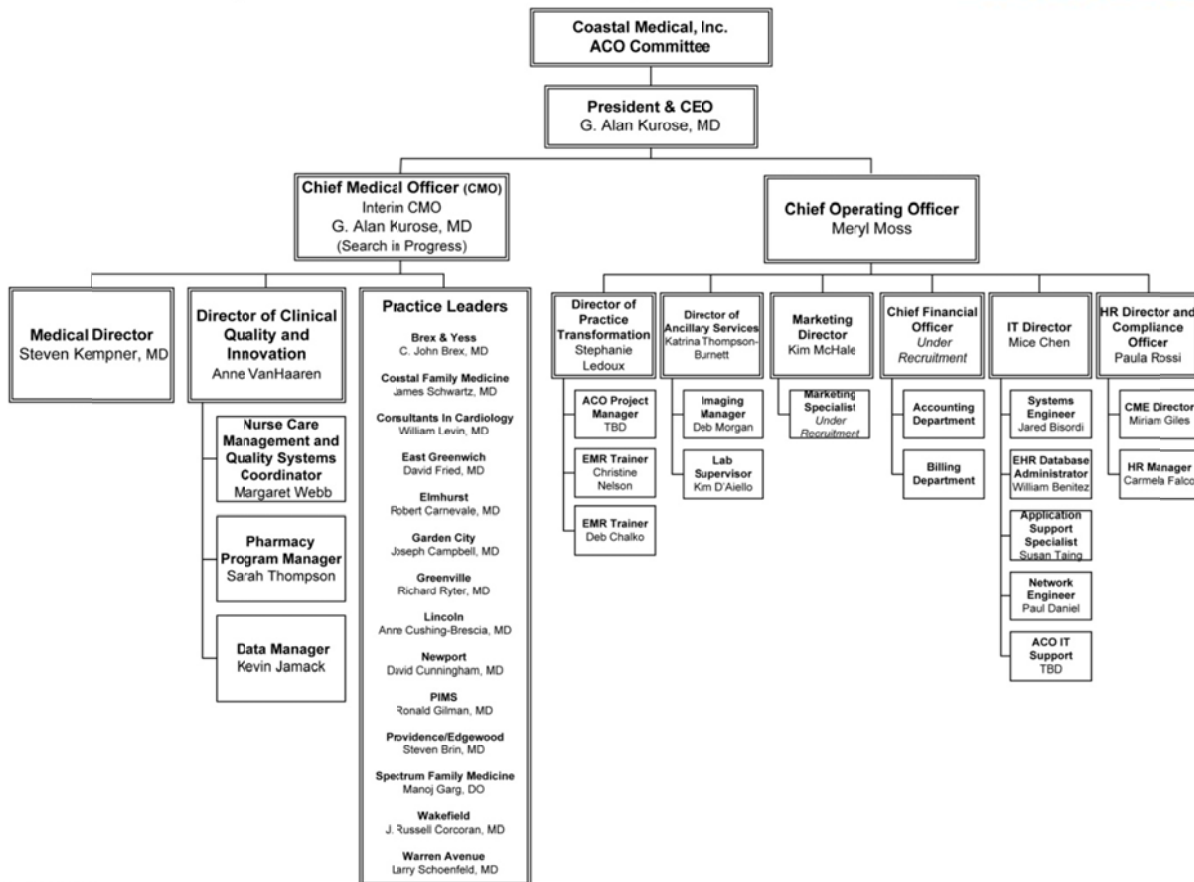 Coastal Medical, Inc.
ACO Committee
President & CEO
G. Alan Kurose, MD
Chief Medical Officer (CMO)
Interim CMO
G. Alan Kurose, MD
(Search in Progress)
Chief Operating Officer
Meryl Moss
Medical Director
Steven Kempner, MD
Director of Clinical
Quality and
Innovation
Anne VanHaaren
Nurse Care
Management and
Quality Systems
Coordinator
Margaret Webb
Pharmacy
Program Manager
Sarah Thompson
Data Manager
Kevin Jamack
Practice Leaders
Brex & Yess
C. John Brex, MD
Coastal Family Medicine
James Schwartz, MD
Consultants In Cardiology
William Levin, MD
East Greenwich
David Fried, MD
Elmhurst
Robert Carnevale, MD
Garden City
Joseph Campbell, MD
Greenville
Richard Ryter, MD
Lincoln
Anne Cushing-Brescia, MD
Newport
David Cunningham, MD
PIMS
Ronald Gilman, MD
Providence/Edgewood
Steven Brin, MD
Spectrum Family Medicine
Manoj Garg, DO
Wakefield
J. Russell Corcoran, MD
Warren Avenue
Larry Schoenfeld, MD
Director of
Practice
Transformation
Stephanie
Ledoux
ACO Project
Manager
TBD
EMR Trainer
Christine
Nelson
EMR Trainer
Deb Chalko
Director of
Ancillary Services
Katrina Thompson-
Burnett
Imaging
Manager
Deb Morgan
Lab
Supervisor
Kim D'Aiello
Marketing
Director
Kim McHale
Marketing
Specialist
Under
Recruitment
Chief Financial
Officer
Under
Recruitment
Accounting
Department
Billing
Department
IT Director
Mice Chen
Systems
Engineer
Jared Bisordi
EHR Database
Administrator
William Benitez
Application
Support
Specialist
Susan Taing
Network
Engineer
Paul Daniel
ACO IT
Support
TBD
HR Director and
Compliance
Officer
Paula Rossi
CME Director
Miriam Giles
HR Manager
Carmela Falco